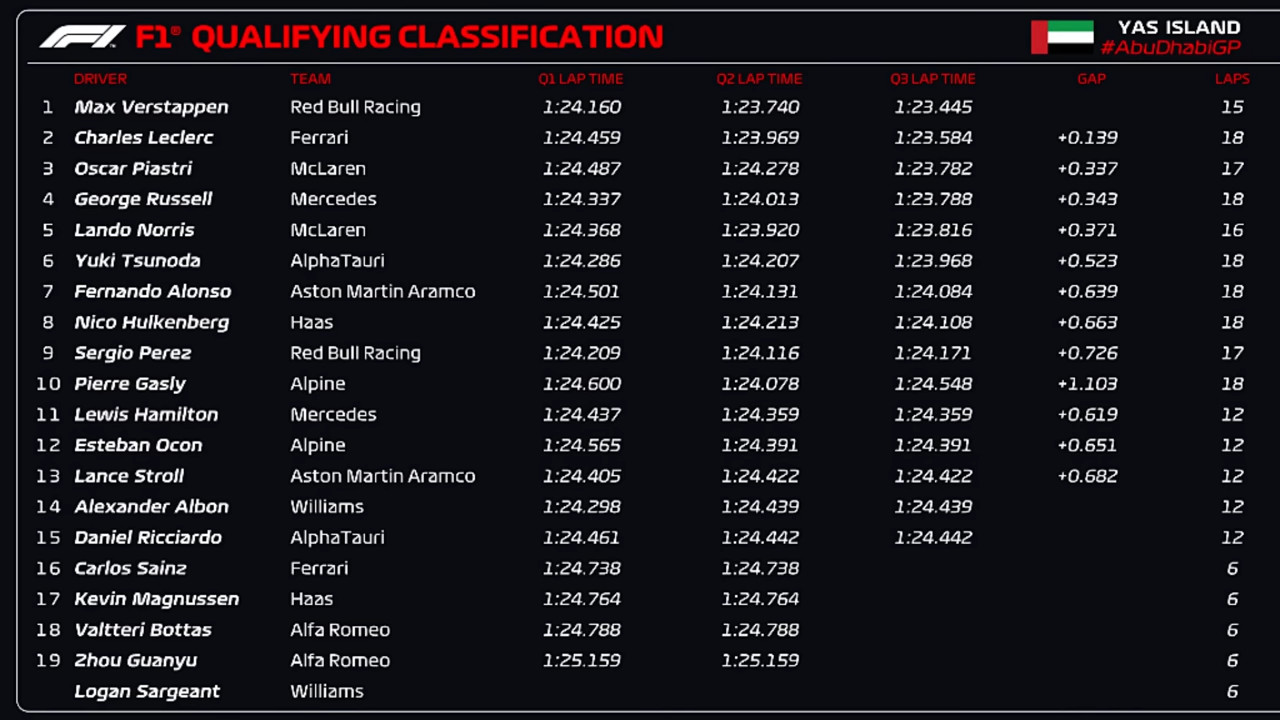 F1® QUALIFYING CLASSIFICATION YAS ISLAND
#AbuDhabiGP
DRIVER TEAM Q1 LAP TIME Q2 LAP TIME Q3 LAP TIME GAP LAPS
1 Max Verstappen Red Bull Racing 1:24.160 1:23.740 1:23.445 15
2 Charles Leclerc Ferrari 1:24.459 1:23.969 1:23.584 +0.139 18
3 Oscar Piastri McLaren 1:24.487 1:24.278 1:23.782 +0.337 17
4 George Russell Mercedes 1:24.337 1:24.013 1:23.788 +0.343 18
5 Lando Norris McLaren 1:24.368 1:23.920 1:23.816 +0.371 16
6 Yuki Tsunoda AlphaTauri 1:24.286 1:24.207 1:23.968 +0.523 18
7 Fernando Alonso Aston Martin Aramco 1:24.501 1:24.131 1:24.084 +0.639 18
8 Nico Hulkenberg Haas 1:24.425 1:24.213 1:24.108 +0.663 18
9 Sergio Perez Red Bull Racing 1:24.209 1:24.116 1:24.171 +0.726 17
10 Pierre Gasly Alpine 1:24.600 1:24.078 1:24.548 +1.103 18
11 Lewis Hamilton Mercedes 1:24.437 1:24.359 1:24.359 +0.619 12
12 Esteban Ocon Alpine 1:24.565 1:24.391 1:24.391 +0.651 12
13 Lance Stroll Aston Martin Aramco 1:24.405 1:24.422 1:24.422 +0.682 12
14 Alexander Albon Williams 1:24.298 1:24.439 1:24.439 12
15 Daniel Ricciardo AlphaTauri 1:24.461 1:24.442 1:24.442 12
16 Carlos Sainz Ferrari 1:24.738 1:24.738 6
17 Kevin Magnussen Haas 1:24.764 1:24.764 6
18 Valtteri Bottas Alfa Romeo 1:24.788 1:24.788 6
19 Zhou Guanyu Alfa Romeo 1:25.159 1:25.159 6
Logan Sargeant Williams 6